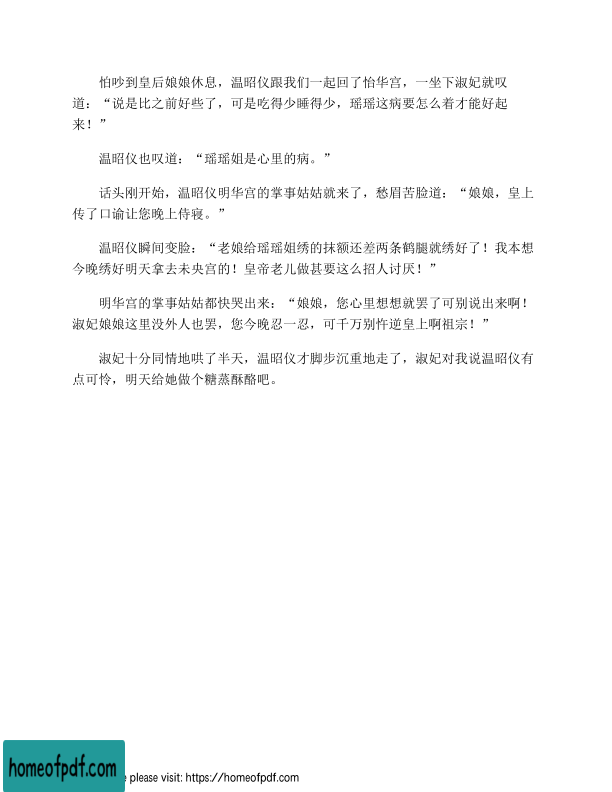 怕吵到皇后娘娘休息，温昭仪跟我们一起回了怡华宫，一坐下淑妃就叹
道：“说是比之前好些了，可是吃得少睡得少，瑶瑶这病要怎么着才能好起
来！”
温昭仪也叹道：“瑶瑶姐是心里的病。”
话头刚开始，温昭仪明华宫的掌事姑姑就来了，愁眉苦脸道：“娘娘，皇上
传了口谕让您晚上侍寝。”
温昭仪瞬间变脸：“老娘给瑶瑶姐绣的抹额还差两条鹤腿就绣好了！我本想
今晚绣好明天拿去未央宫的！皇帝老儿做甚要这么招人讨厌！”
明华宫的掌事姑姑都快哭出来：“娘娘，您心里想想就罢了可别说出来啊！
淑妃娘娘这里没外人也罢，您今晚忍一忍，可千万别忤逆皇上啊祖宗！”
淑妃十分同情地哄了半天，温昭仪才脚步沉重地走了，淑妃对我说温昭仪有
点可怜，明天给她做个糖蒸酥酪吧。
homeofpdf.com
e please visit: https://homeofpdf.com